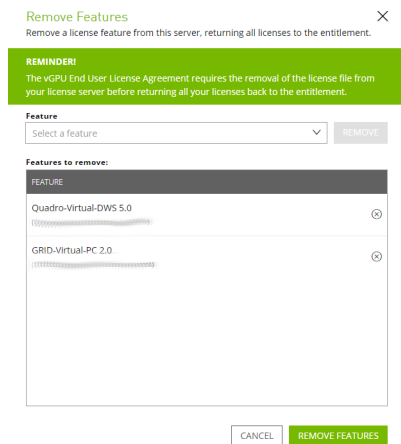 Remove Features
Remove a license feature from this server, returning all licenses to the entitlement.
REMINDER!
The vGPU End User License Agreement requires the removal of the license file from
your license server before returning all your licenses back to the entitlement.
Feature
Select a feature
REMOVE
Features to remove:
FEATURE
Quadro-Virtual-DWS 5.0
GRID-Virtual-PC 2.0
CANCEL
REMOVE FEATURES